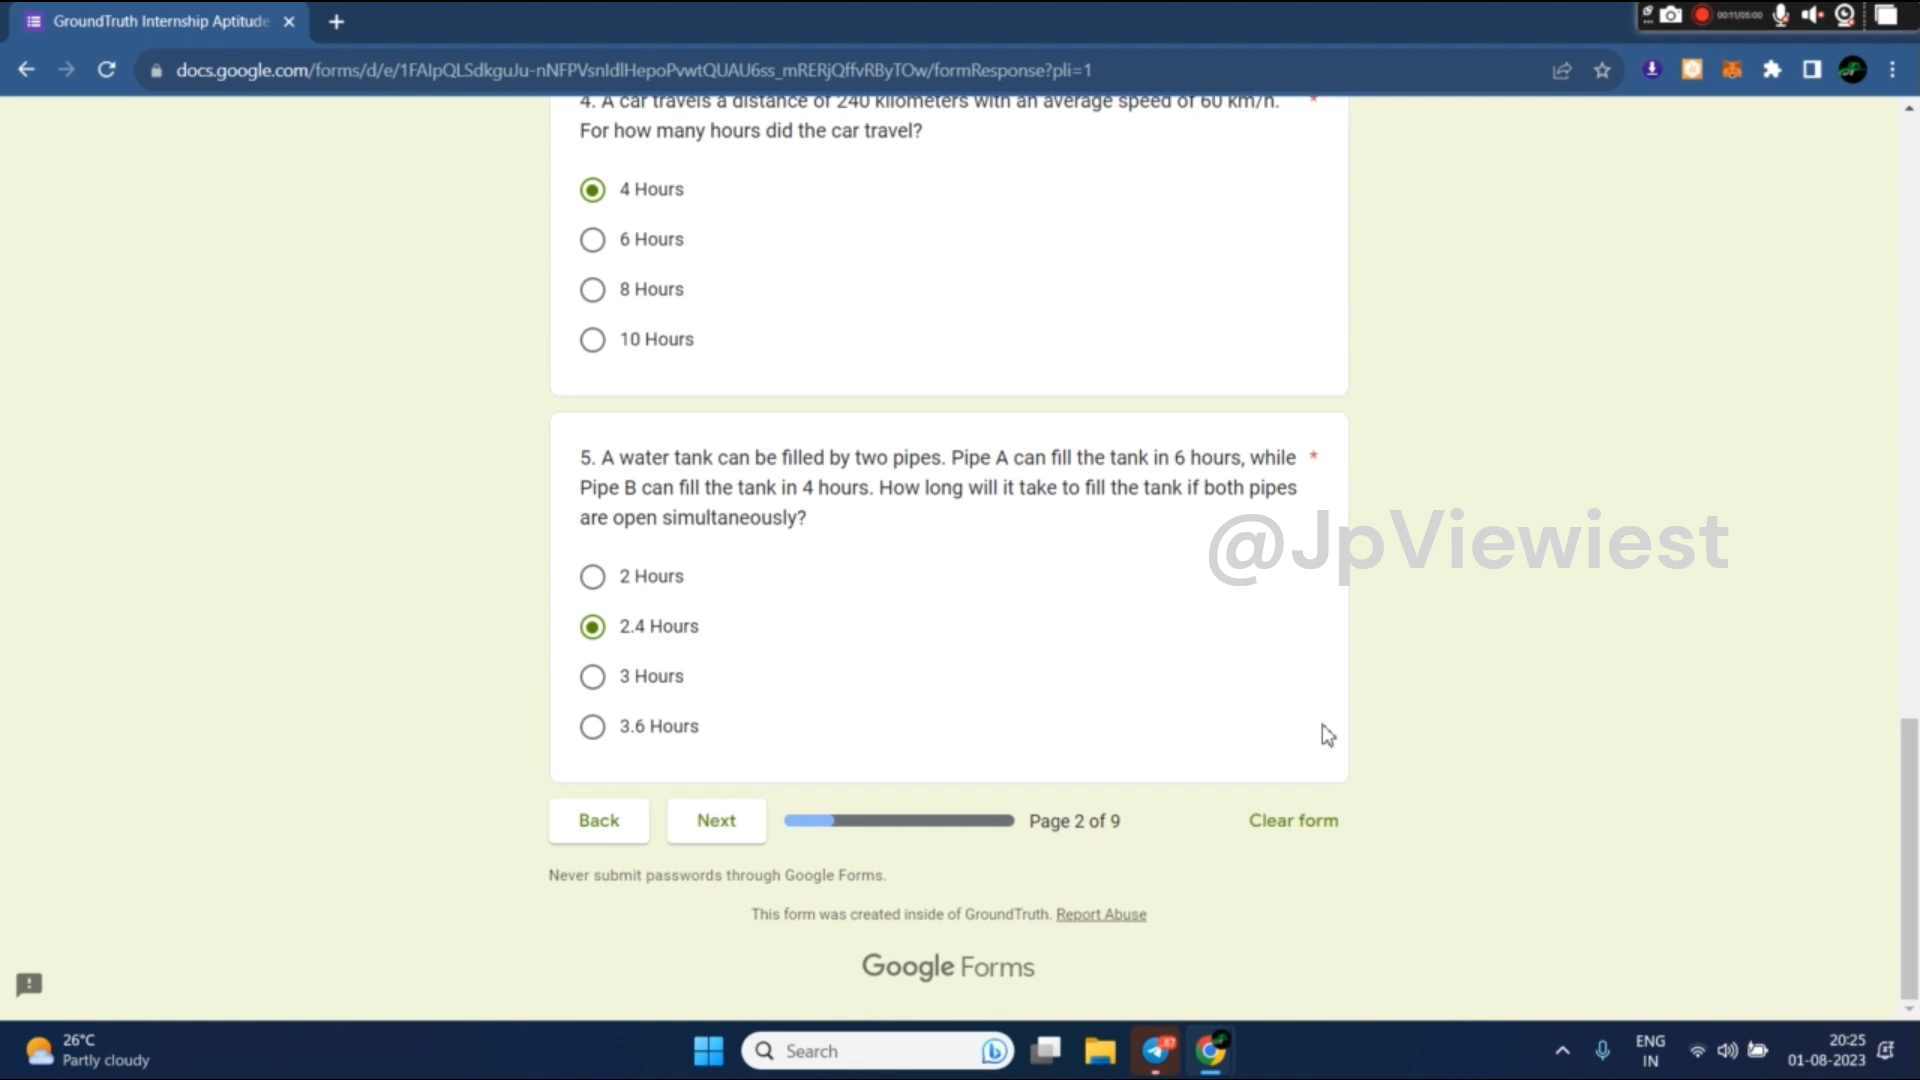 GroundTruth Internship Aptitude
00:11/05:00
docs.google.com/forms/d/e/1FAIpQLSdkguJu-nNFPVsnIdlHepoPvwtQUAU6ss_mRERjQffvRByTOw/formResponse?pli=1
4. A car travels a distance of 240 kilometers with an average speed of 60 km/h. *
For how many hours did the car travel?
4 Hours
6 Hours
8 Hours
10 Hours
5. A water tank can be filled by two pipes. Pipe A can fill the tank in 6 hours, while *
Pipe B can fill the tank in 4 hours. How long will it take to fill the tank if both pipes
are open simultaneously?
@JpViewiest
2 Hours
2.4 Hours
3 Hours
3.6 Hours
Back
Next
Page 2 of 9
Clear form
Never submit passwords through Google Forms.
This form was created inside of GroundTruth. Report Abuse
Google Forms
26°C
Partly cloudy
Search
ENG
IN
20:25
01-08-2023